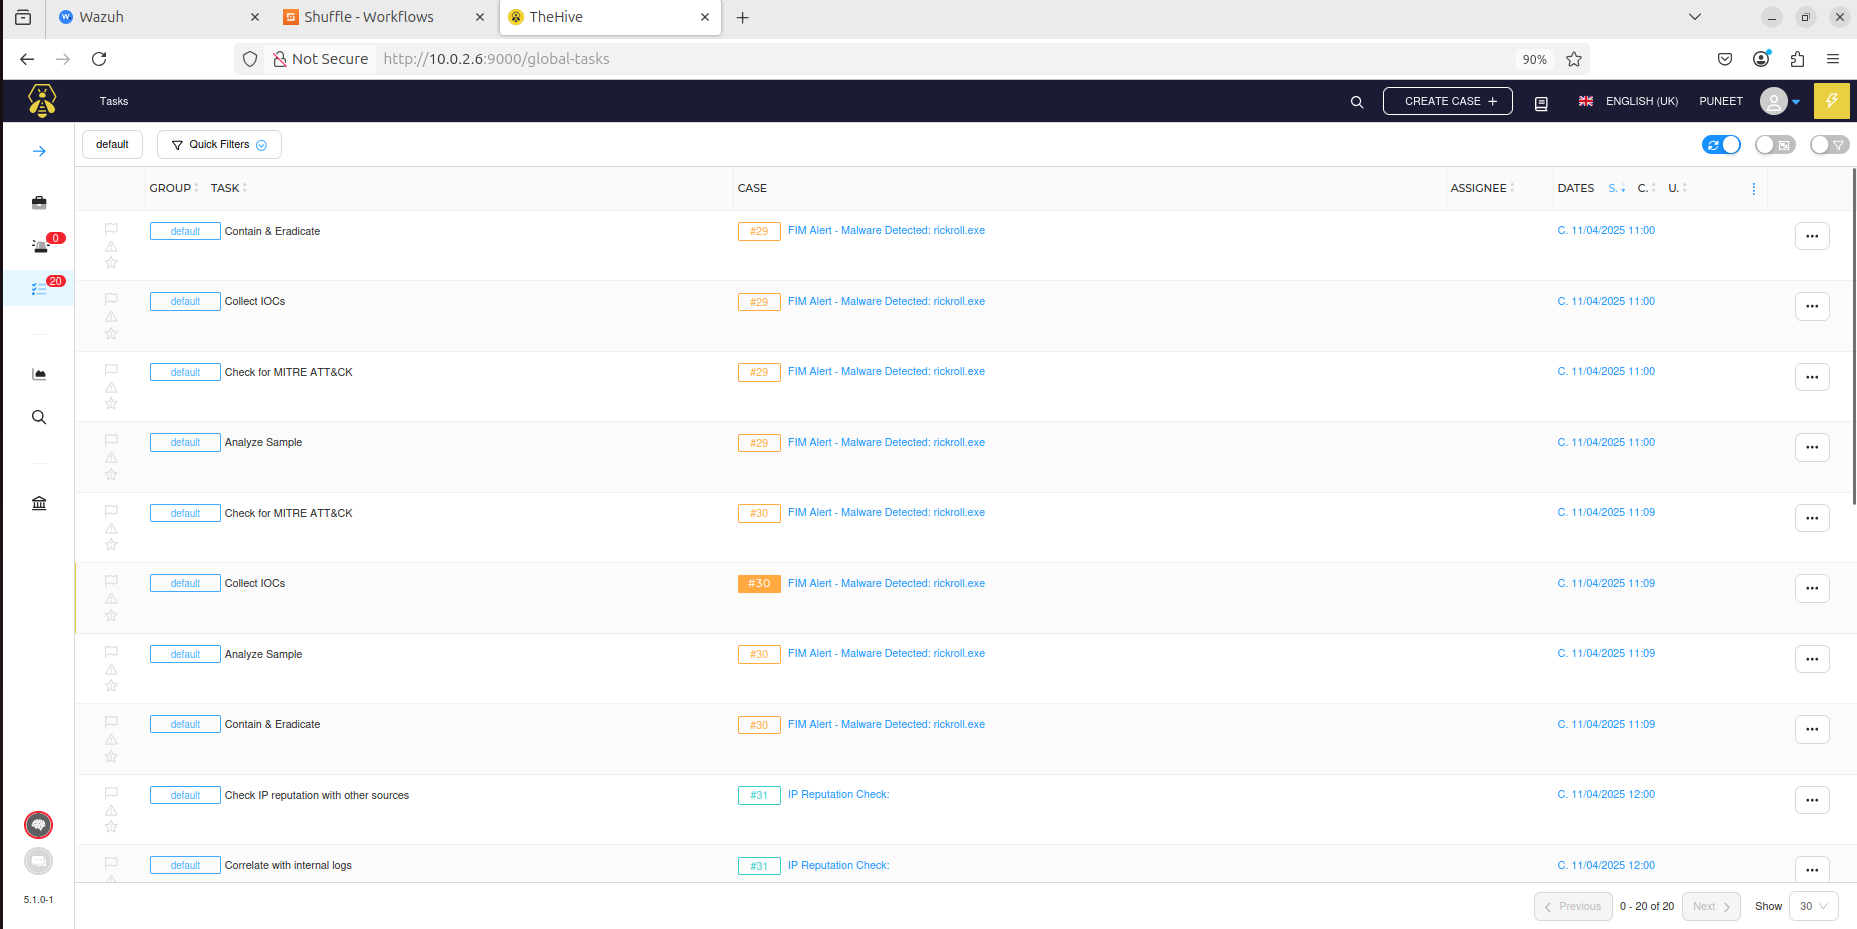 Wazuh
Shuffle - Workflows
TheHive
Not Secure http://10.0.2.6:9000/global-tasks 90%
Tasks CREATE CASE + ENGLISH (UK) PUNEET
default Quick Filters
GROUP TASK CASE ASSIGNEE DATES S. C. U.
default Contain & Eradicate #29 FIM Alert - Malware Detected: rickroll.exe C. 11/04/2025 11:00
0
20
default Collect IOCs #29 FIM Alert - Malware Detected: rickroll.exe C. 11/04/2025 11:00
default Check for MITRE ATT&CK #29 FIM Alert - Malware Detected: rickroll.exe C. 11/04/2025 11:00
default Analyze Sample #29 FIM Alert - Malware Detected: rickroll.exe C. 11/04/2025 11:00
default Check for MITRE ATT&CK #30 FIM Alert - Malware Detected: rickroll.exe C. 11/04/2025 11:09
default Collect IOCs #30 FIM Alert - Malware Detected: rickroll.exe C. 11/04/2025 11:09
default Analyze Sample #30 FIM Alert - Malware Detected: rickroll.exe C. 11/04/2025 11:09
default Contain & Eradicate #30 FIM Alert - Malware Detected: rickroll.exe C. 11/04/2025 11:09
default Check IP reputation with other sources #31 IP Reputation Check: C. 11/04/2025 12:00
default Correlate with internal logs #31 IP Reputation Check: C. 11/04/2025 12:00
5.1.0-1
Previous 0 - 20 of 20 Next Show 30